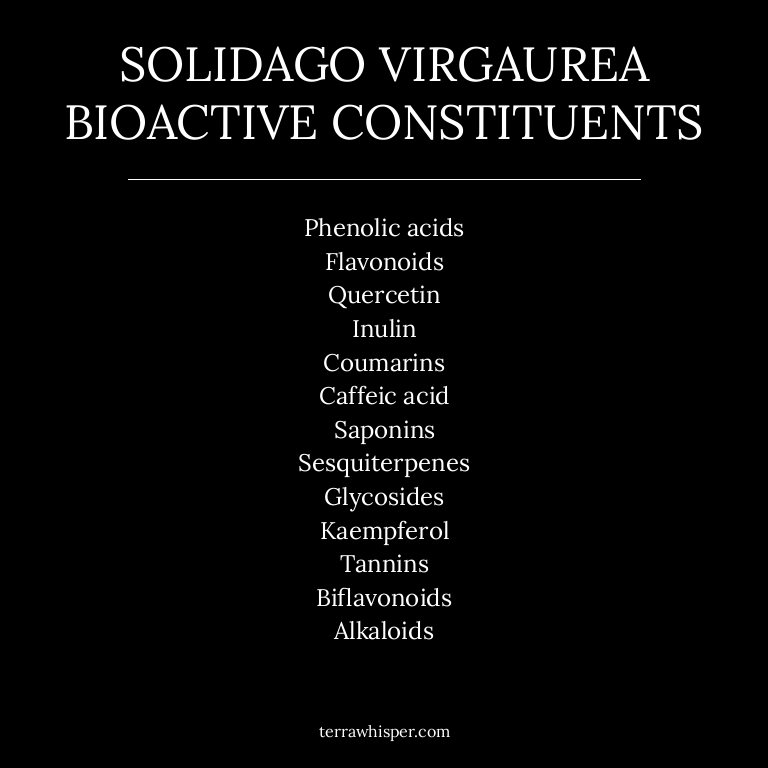 SOLIDAGO VIRGAUREA
BIOACTIVE CONSTITUENTS
Phenolic acids
Flavonoids
Quercetin
Inulin
Coumarins
Caffeic acid
Saponins
Sesquiterpenes
Glycosides
Kaempferol
Tannins
Biflavonoids
Alkaloids
terrawhisper.com